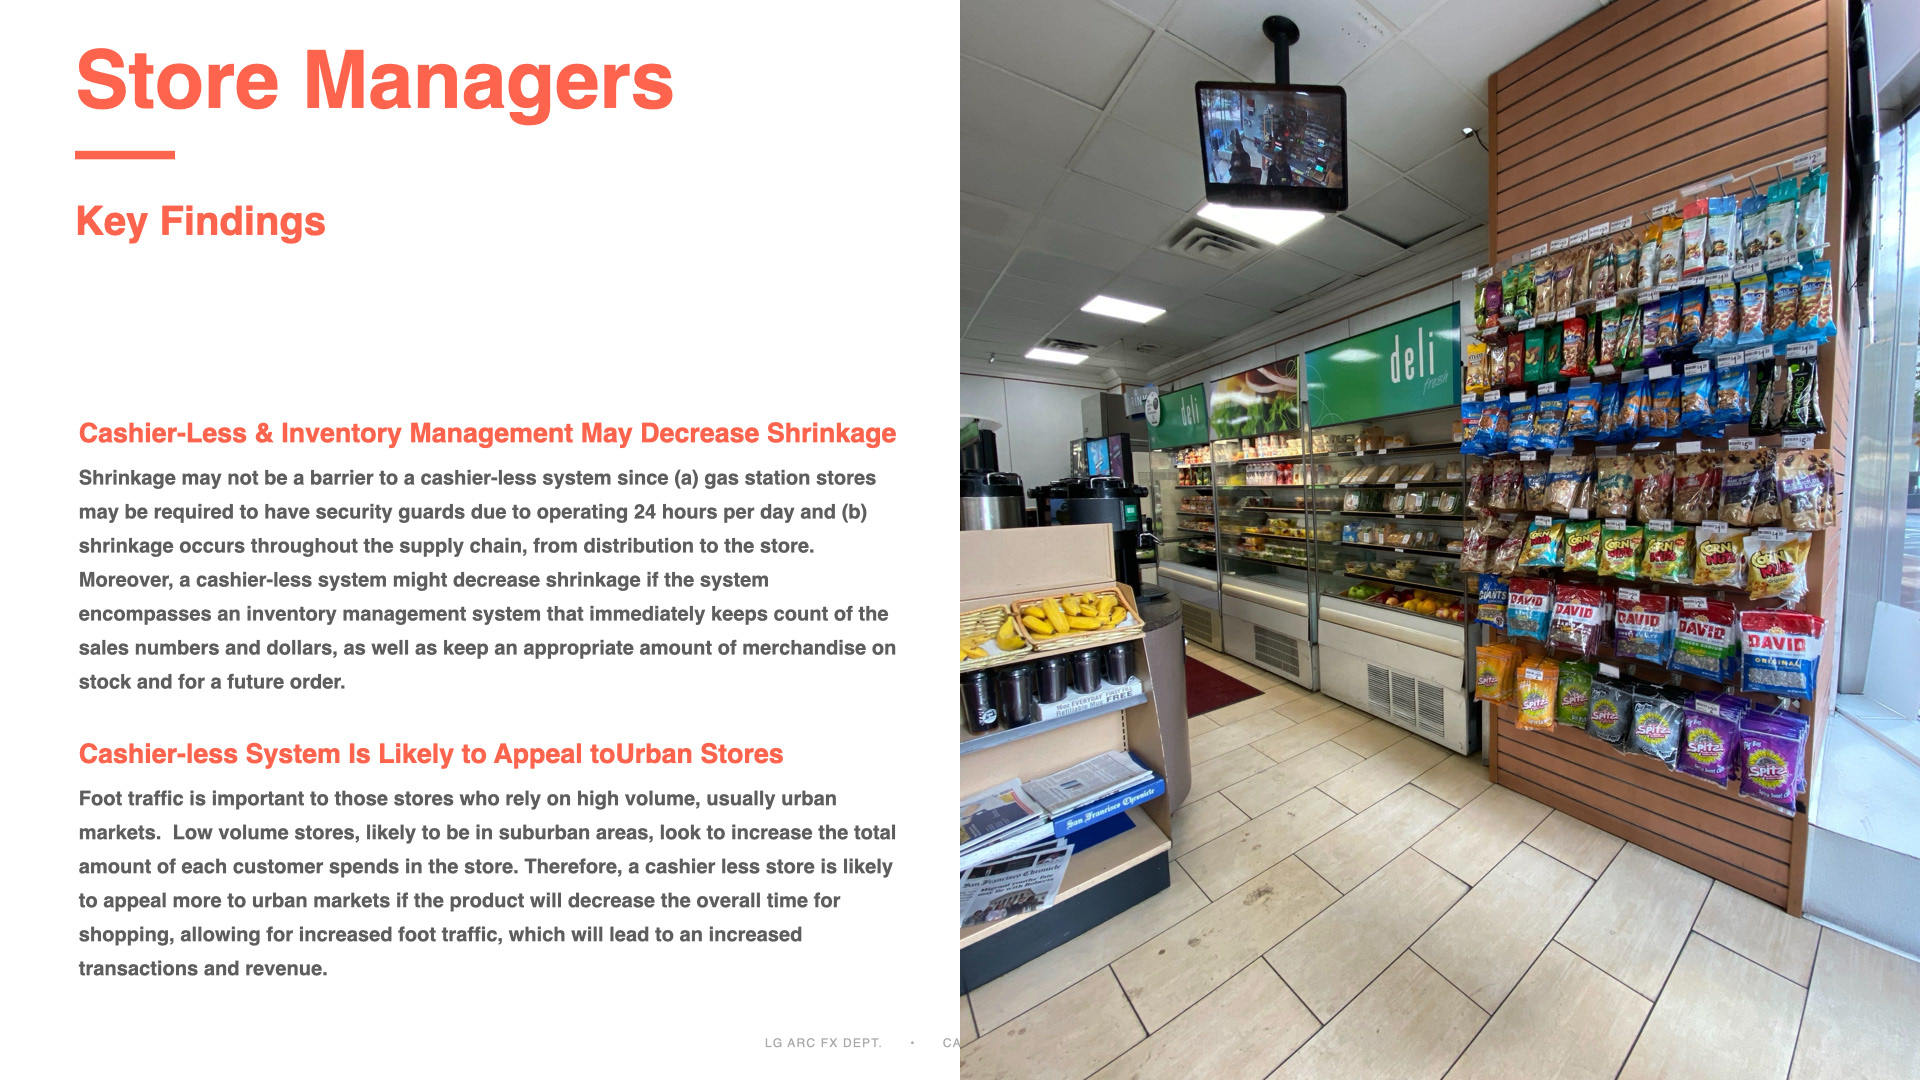 Store Managers
Key Findings
Cashier-Less & Inventory Management May Decrease Shrinkage
Shrinkage may not be a barrier to a cashier-less system since (a) gas station stores
may be required to have security guards due to operating 24 hours per day and (b)
shrinkage occurs throughout the supply chain, from distribution to the store.
Moreover, a cashier-less system might decrease shrinkage if the system
encompasses an inventory management system that immediately keeps count of the
sales numbers and dollars, as well as keep an appropriate amount of merchandise on
stock and for a future order.
Cashier-less System Is Likely to Appeal toUrban Stores
Foot traffic is important to those stores who rely on high volume, usually urban
markets.  Low volume stores, likely to be in suburban areas, look to increase the total
amount of each customer spends in the store. Therefore, a cashier less store is likely
to appeal more to urban markets if the product will decrease the overall time for
shopping, allowing for increased foot traffic, which will lead to an increased
transactions and revenue.
LG ARC FX DEPT. • CA
deli
fresh
deli
CORN
CORN
CORN
DAVID
DAVID
DAVID
DAVID
DAVID
ORIGINAL
Spitz
Spitz
Spitz
Spitz
Spitz
FREE
San Francisco Chronicle
San Francisco Chronicle